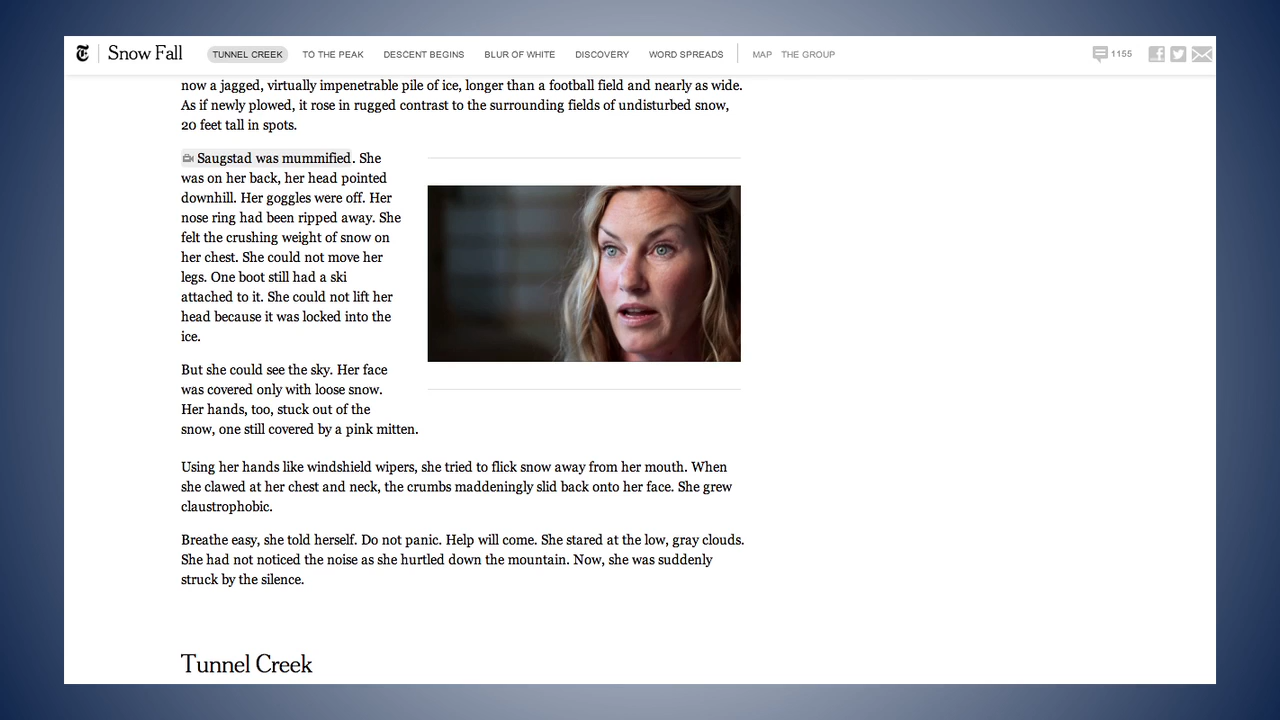 T Snow Fall TUNNEL CREEK TO THE PEAK DESCENT BEGINS BLUR OF WHITE DISCOVERY WORD SPREADS MAP THE GROUP 1155
now a jagged, virtually impenetrable pile of ice, longer than a football field and nearly as wide.
As if newly plowed, it rose in rugged contrast to the surrounding fields of undisturbed snow,
20 feet tall in spots.
Saugstad was mummified. She
was on her back, her head pointed
downhill. Her goggles were off. Her
nose ring had been ripped away. She
felt the crushing weight of snow on
her chest. She could not move her
legs. One boot still had a ski
attached to it. She could not lift her
head because it was locked into the
ice.
But she could see the sky. Her face
was covered only with loose snow.
Her hands, too, stuck out of the
snow, one still covered by a pink mitten.
Using her hands like windshield wipers, she tried to flick snow away from her mouth. When
she clawed at her chest and neck, the crumbs maddeningly slid back onto her face. She grew
claustrophobic.
Breathe easy, she told herself. Do not panic. Help will come. She stared at the low, gray clouds.
She had not noticed the noise as she hurtled down the mountain. Now, she was suddenly
struck by the silence.
Tunnel Creek